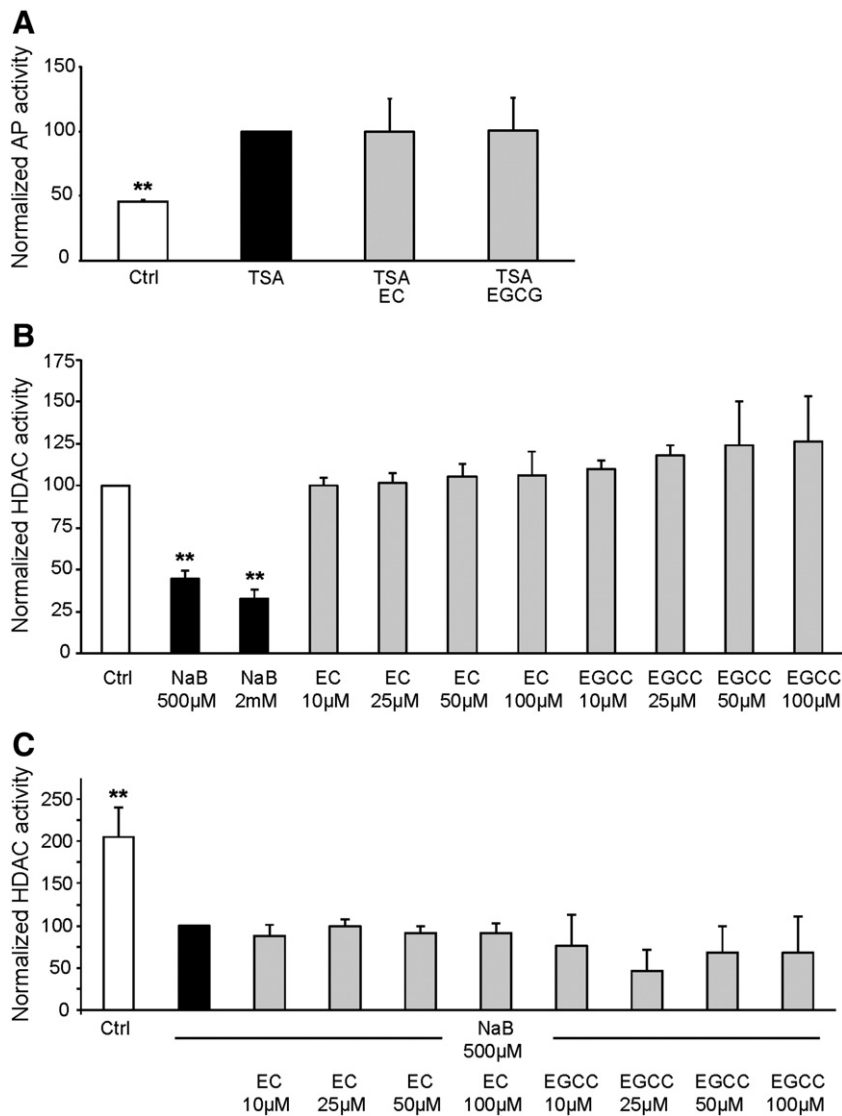 A
Normalized AP activity
150
100
50
0
**
Ctrl
TSA
TSA
EC
TSA
EGCG
B
Normalized HDAC activity
175
150
125
100
75
50
25
0
**
**
Ctrl
NaB
500µM
NaB
2mM
EC
10µM
EC
25µM
EC
50µM
EC
100µM
EGCC
10µM
EGCC
25µM
EGCC
50µM
EGCC
100µM
C
Normalized HDAC activity
250
200
150
100
50
0
**
Ctrl
NaB
500µM
EC
10µM
EC
25µM
EC
50µM
EC
100µM
EGCC
10µM
EGCC
25µM
EGCC
50µM
EGCC
100µM